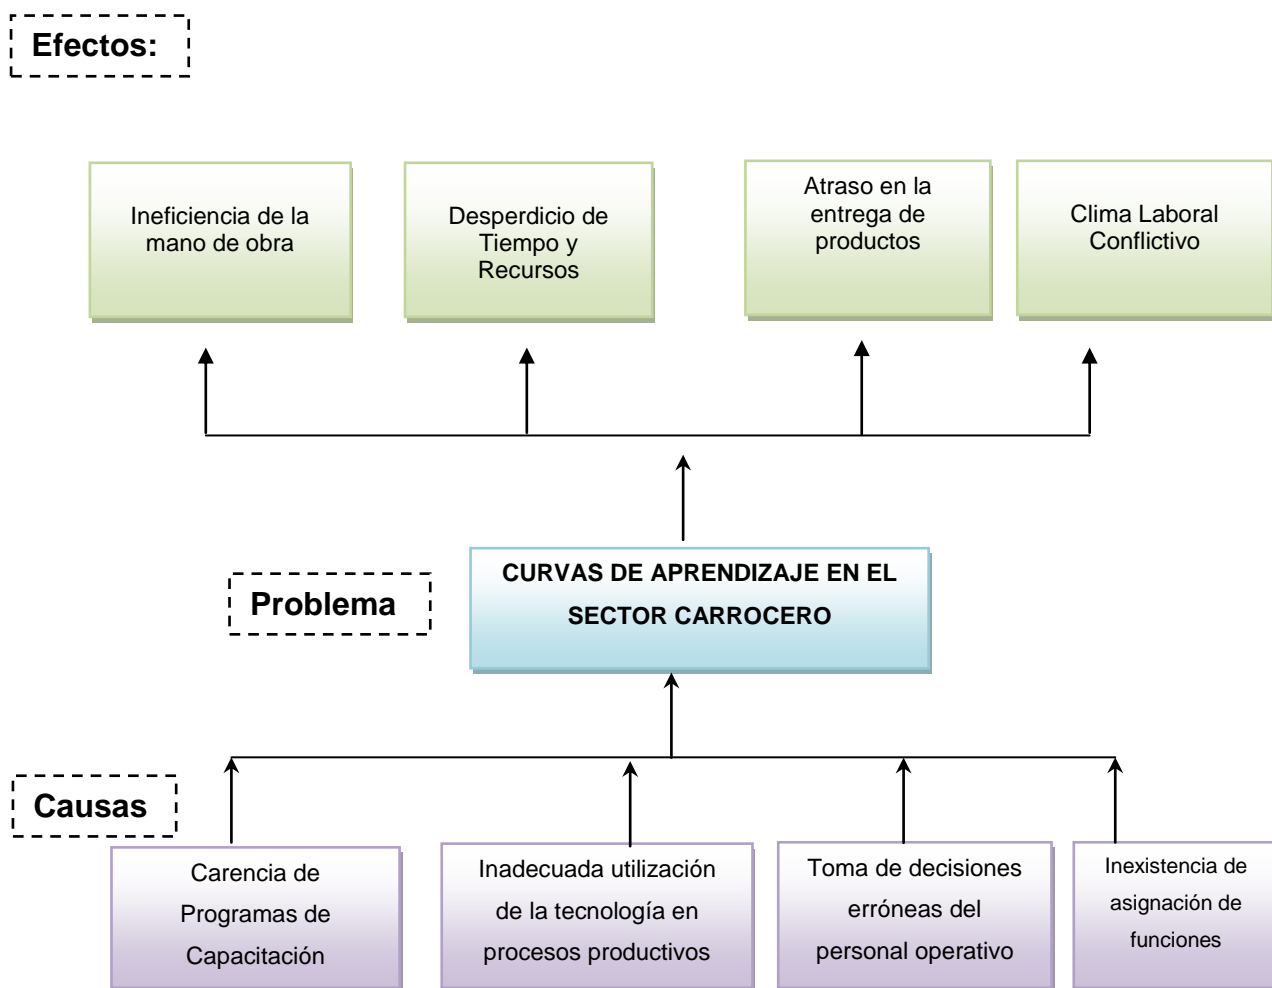 Efectos:
Ineficiencia de la
mano de obra
Desperdicio de
Tiempo y
Recursos
Atraso en la
entrega de
productos
Clima Laboral
Conflictivo
Problema
CURVAS DE APRENDIZAJE EN EL
SECTOR CARROCERO
Causas
Carencia de
Programas de
Capacitación
Inadecuada utilización
de la tecnología en
procesos productivos
Toma de decisiones
erróneas del
personal operativo
Inexistencia de
asignación de
funciones